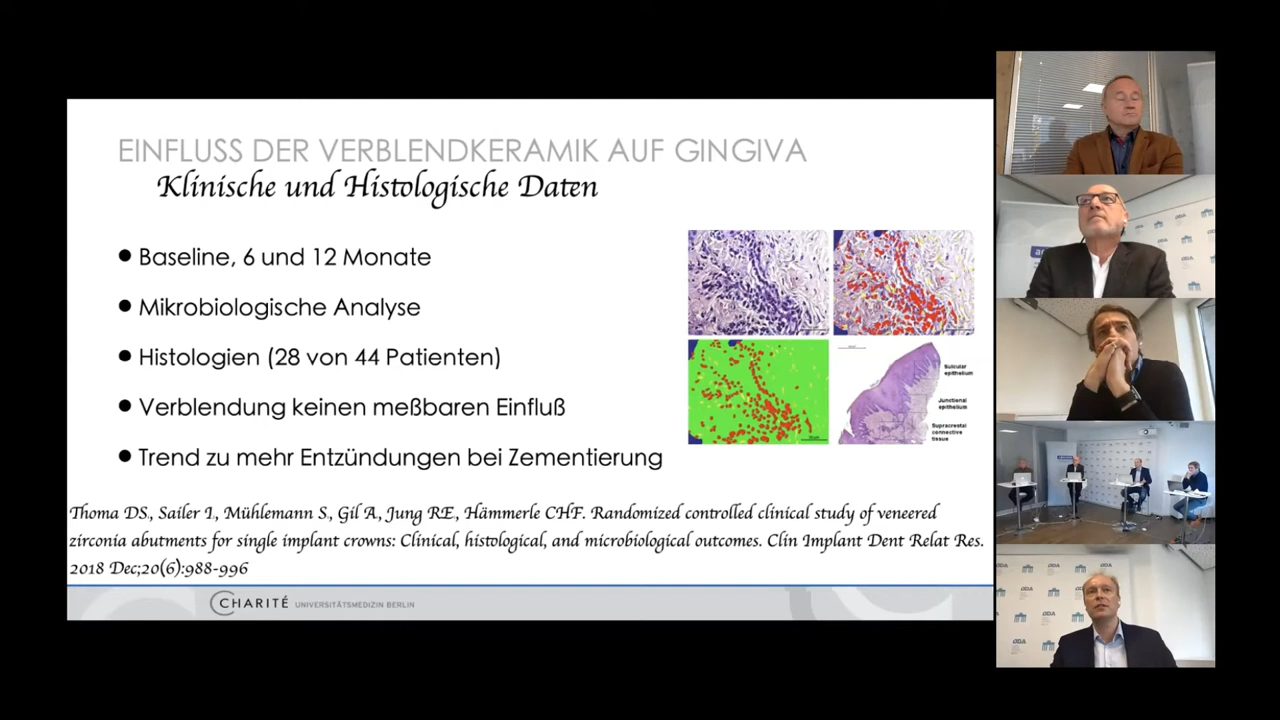 EINFLUSS DER VERBLENDKERAMIK AUF GINGIVA
Klinische und Histologische Daten
Baseline, 6 und 12 Monate
Mikrobiologische Analyse
Histologien (28 von 44 Patienten)
Verblendung keinen meßbaren Einfluß
Trend zu mehr Entzündungen bei Zementierung
Sulcular
epithelium
Junctional
epithelium
Supracrestal
connective
tissue
Thoma DS., Sailer I., Mühlemann S., Gil A., Jung RE., Hämmerle CHF. Randomized controlled clinical study of veneered
zirconia abutments for single implant crowns: Clinical, histological, and microbiological outcomes. Clin Implant Dent Relat Res.
2018 Dec;20(6):988-996
CHARITÉ UNIVERSITÄTSMEDIZIN BERLIN